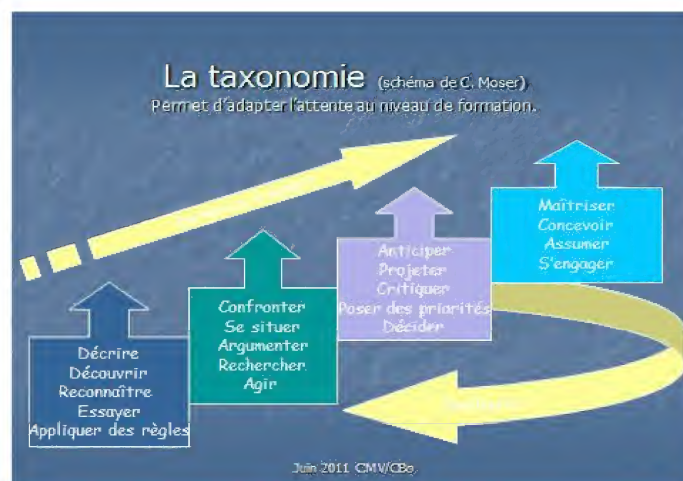 La taxonomie (schéma de C. Moser)
Permet d'adapter l'attente au niveau de formation.
Décrire
Découvrir
Reconnaître
Essayer
Appliquer des règles
Confronter
Se situer
Argumenter
Rechercher
Agir
Anticiper
Projeter
Critiquer
Poser des priorités
Décider
Maîtriser
Concevoir
Assumer
S'engager
Juin 2011 CMV/CBo